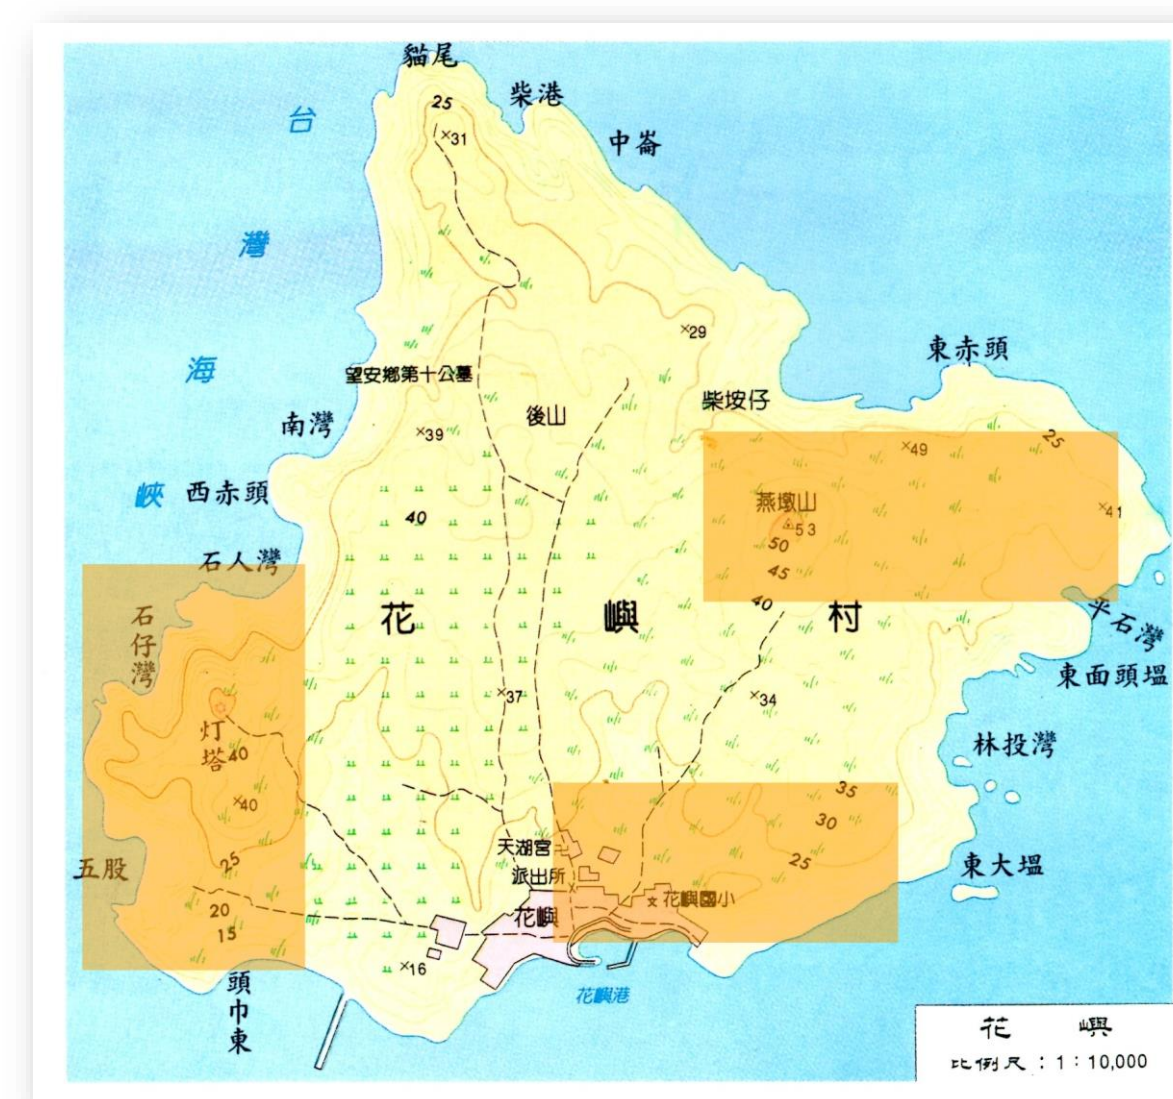 貓尾
25
柴港
台
×31
中崙
灣
×29
東赤頭
海
望安鄉第十公墓
柴垵仔
後山
南灣
×39
25
×49
峽
西赤頭
燕墩山
×41
40
53
50
石人灣
45
40
石仔灣
花嶼村
平石灣
東面頭塭
×37
×34
灯塔
40
林投灣
×40
35
30
天湖宮
25
25
五股
派出所
東大塭
花嶼國小
20
花嶼
15
×16
頭巾東
花嶼港
花嶼
比例尺：1：10,000